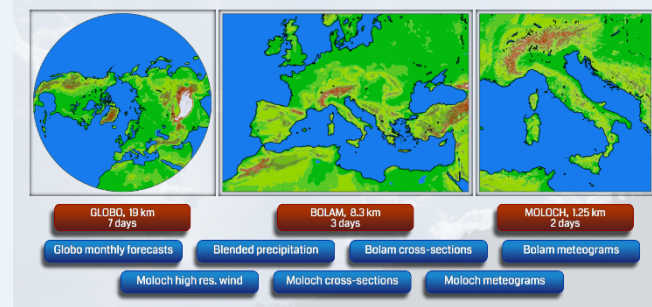 GLOBO, 19 km
7 days
BOLAM, 8.3 km
3 days
MOLOCH, 1.25 km
2 days
Globo monthly forecasts
Blended precipitation
Bolam cross-sections
Bolam meteograms
Moloch high res. wind
Moloch cross-sections
Moloch meteograms